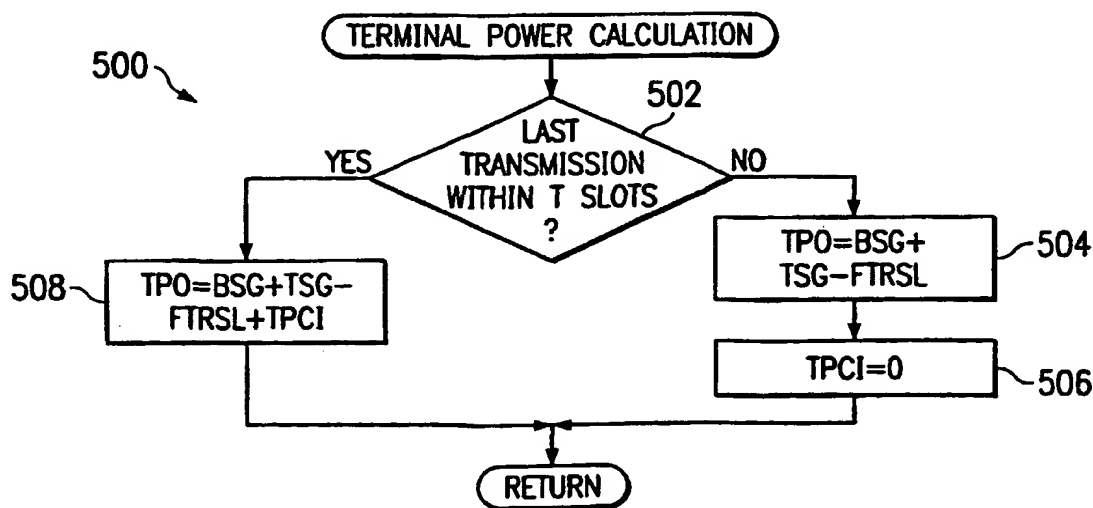 TERMINAL POWER CALCULATION
500
502
LAST
TRANSMISSION
WITHIN T SLOTS
?
YES
NO
TPO=BSG+
TSG-FTRSL
504
508
TPO=BSG+TSG-
FTRSL+TPCI
TPCI=0
506
RETURN